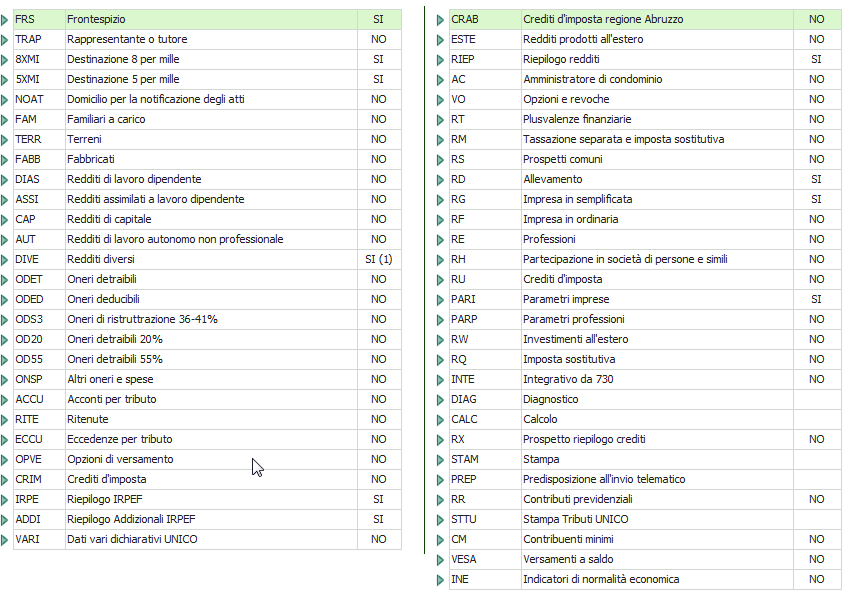 FRS Frontespizio SI
TRAP Rappresentante o tutore NO
8XMI Destinazione 8 per mille SI
5XMI Destinazione 5 per mille SI
NOAT Domicilio per la notificazione degli atti NO
FAM Familiari a carico NO
TERR Terreni NO
FABB Fabbricati NO
DIAS Redditi di lavoro dipendente NO
ASSI Redditi assimilati a lavoro dipendente NO
CAP Redditi di capitale NO
AUT Redditi di lavoro autonomo non professionale NO
DIVE Redditi diversi SI (1)
ODET Oneri detraibili NO
ODED Oneri deducibili NO
ODS3 Oneri di ristruttrazione 36-41% NO
OD20 Oneri detraibili 20% NO
OD55 Oneri detraibili 55% NO
ONSP Altri oneri e spese NO
ACCU Acconti per tributo NO
RITE Ritenute NO
ECCU Eccedenze per tributo NO
OPVE Opzioni di versamento NO
CRIM Crediti d'imposta NO
IRPE Riepilogo IRPEF SI
ADDI Riepilogo Addizionali IRPEF SI
VARI Dati vari dichiarativi UNICO NO
CRAB Crediti d'imposta regione Abruzzo NO
ESTE Redditi prodotti all'estero NO
RIEP Riepilogo redditi SI
AC Amministratore di condominio NO
VO Opzioni e revoche NO
RT Plusvalenze finanziarie NO
RM Tassazione separata e imposta sostitutiva NO
RS Prospetti comuni NO
RD Allevamento SI
RG Impresa in semplificata SI
RF Impresa in ordinaria NO
RE Professioni NO
RH Partecipazione in società di persone e simili NO
RU Crediti d'imposta NO
PARI Parametri imprese SI
PARP Parametri professioni NO
RW Investimenti all'estero NO
RQ Imposta sostitutiva NO
INTE Integrativo da 730 NO
DIAG Diagnostico
CALC Calcolo
RX Prospetto riepilogo crediti NO
STAM Stampa
PREP Predisposizione all'invio telematico
RR Contributi previdenziali NO
STTU Stampa Tributi UNICO
CM Contribuenti minimi NO
VESA Versamenti a saldo NO
INE Indicatori di normalità economica NO